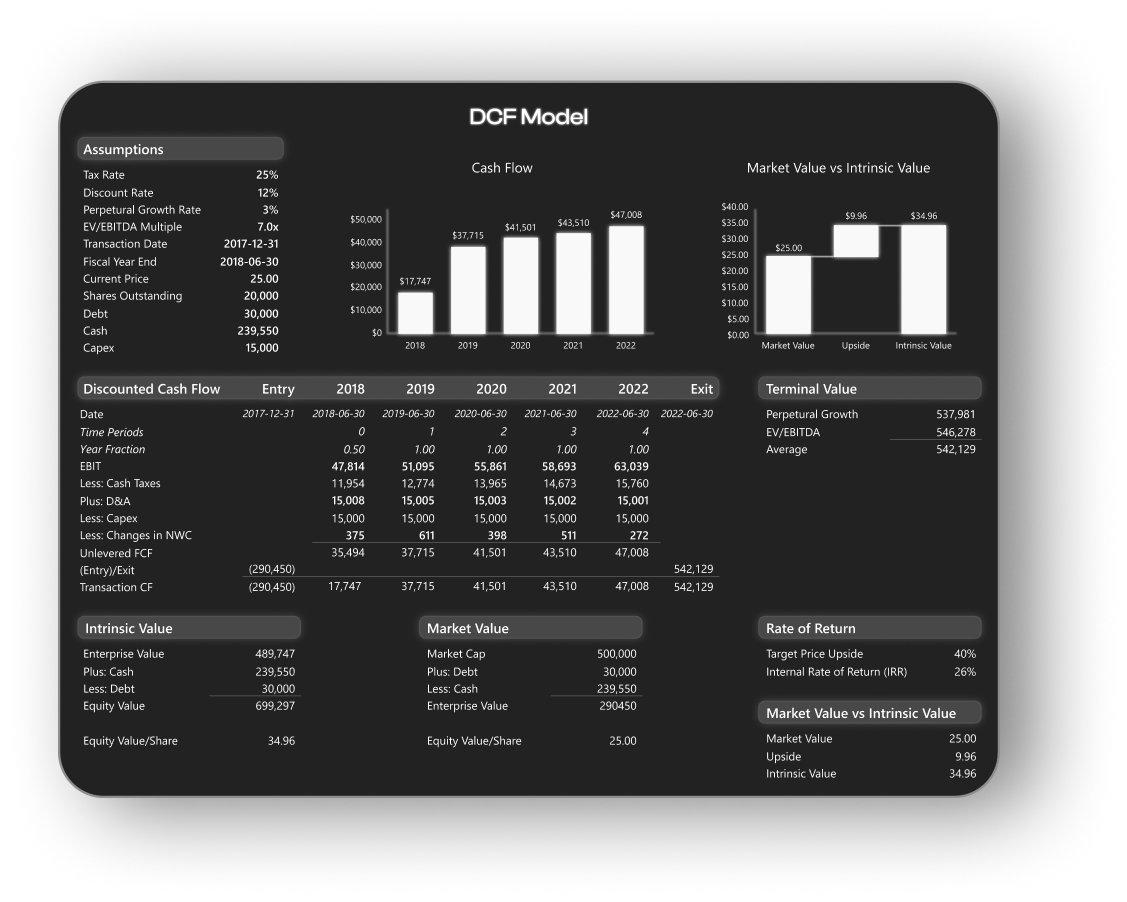 DCF Model
Assumptions
Tax Rate 25%
Discount Rate 12%
Perpetural Growth Rate 3%
EV/EBITDA Multiple 7.0x
Transaction Date 2017-12-31
Fiscal Year End 2018-06-30
Current Price 25.00
Shares Outstanding 20,000
Debt 30,000
Cash 239,550
Capex 15,000
Cash Flow
$50,000
$40,000
$30,000
$20,000
$10,000
$0
$17,747
$37,715
$41,501
$43,510
$47,008
2018 2019 2020 2021 2022
Market Value vs Intrinsic Value
$40.00
$35.00
$30.00
$25.00
$20.00
$15.00
$10.00
$5.00
$0.00
$25.00
$9.96
$34.96
Market Value Upside Intrinsic Value
Discounted Cash Flow Entry 2018 2019 2020 2021 2022 Exit
Date 2017-12-31 2018-06-30 2019-06-30 2020-06-30 2021-06-30 2022-06-30 2022-06-30
Time Periods 0 1 2 3 4
Year Fraction 0.50 1.00 1.00 1.00 1.00
EBIT 47,814 51,095 55,861 58,693 63,039
Less: Cash Taxes 11,954 12,774 13,965 14,673 15,760
Plus: D&A 15,008 15,005 15,003 15,002 15,001
Less: Capex 15,000 15,000 15,000 15,000 15,000
Less: Changes in NWC 375 611 398 511 272
Unlevered FCF 35,494 37,715 41,501 43,510 47,008
(Entry)/Exit (290,450) 542,129
Transaction CF (290,450) 17,747 37,715 41,501 43,510 47,008 542,129
Terminal Value
Perpetural Growth 537,981
EV/EBITDA 546,278
Average 542,129
Intrinsic Value
Enterprise Value 489,747
Plus: Cash 239,550
Less: Debt 30,000
Equity Value 699,297
Equity Value/Share 34.96
Market Value
Market Cap 500,000
Plus: Debt 30,000
Less: Cash 239,550
Enterprise Value 290450
Equity Value/Share 25.00
Rate of Return
Target Price Upside 40%
Internal Rate of Return (IRR) 26%
Market Value vs Intrinsic Value
Market Value 25.00
Upside 9.96
Intrinsic Value 34.96